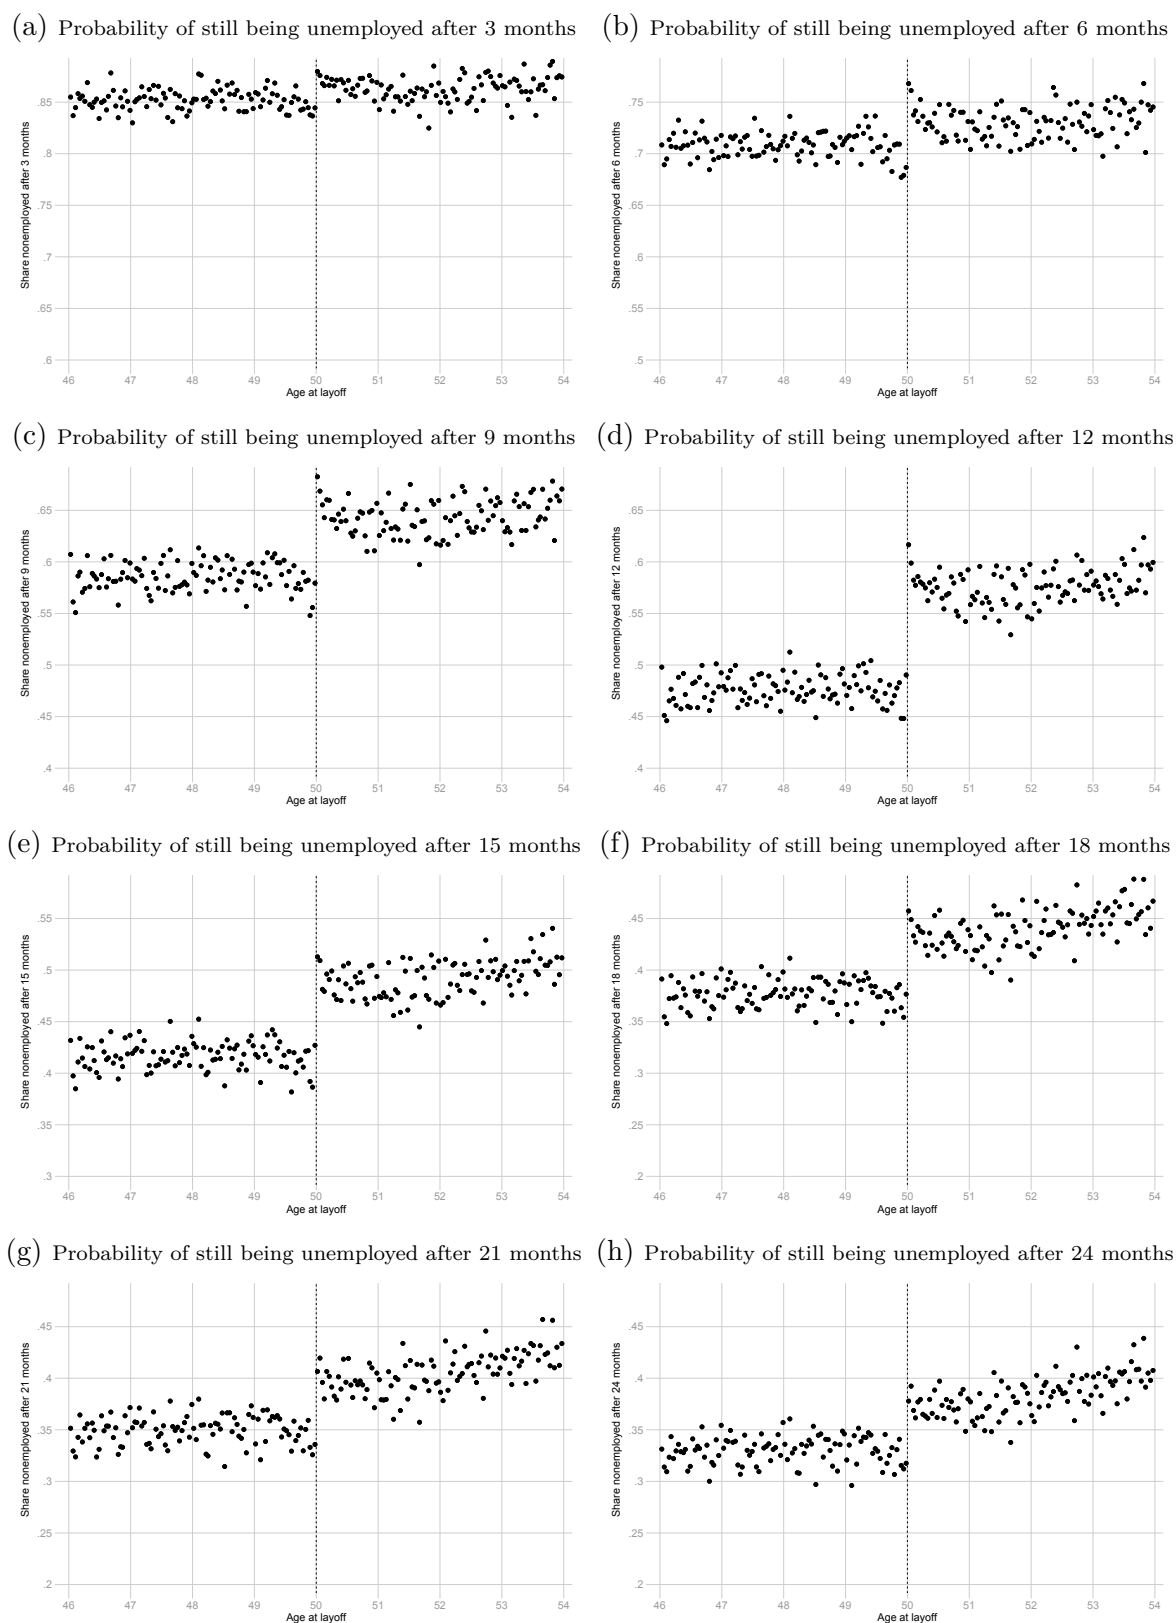 (a) Probability of still being unemployed after 3 months
Share nonemployed after 3 months
.85
.8
.75
.7
.65
.6
46 47 48 49 50 51 52 53 54
Age at layoff
(b) Probability of still being unemployed after 6 months
Share nonemployed after 6 months
.75
.7
.65
.6
.55
.5
46 47 48 49 50 51 52 53 54
Age at layoff
(c) Probability of still being unemployed after 9 months
Share nonemployed after 9 months
.65
.6
.55
.5
.45
.4
46 47 48 49 50 51 52 53 54
Age at layoff
(d) Probability of still being unemployed after 12 months
Share nonemployed after 12 months
.65
.6
.55
.5
.45
.4
46 47 48 49 50 51 52 53 54
Age at layoff
(e) Probability of still being unemployed after 15 months
Share nonemployed after 15 months
.55
.5
.45
.4
.35
.3
46 47 48 49 50 51 52 53 54
Age at layoff
(f) Probability of still being unemployed after 18 months
Share nonemployed after 18 months
.45
.4
.35
.3
.25
.2
46 47 48 49 50 51 52 53 54
Age at layoff
(g) Probability of still being unemployed after 21 months
Share nonemployed after 21 months
.45
.4
.35
.3
.25
.2
46 47 48 49 50 51 52 53 54
Age at layoff
(h) Probability of still being unemployed after 24 months
Share nonemployed after 24 months
.45
.4
.35
.3
.25
.2
46 47 48 49 50 51 52 53 54
Age at layoff